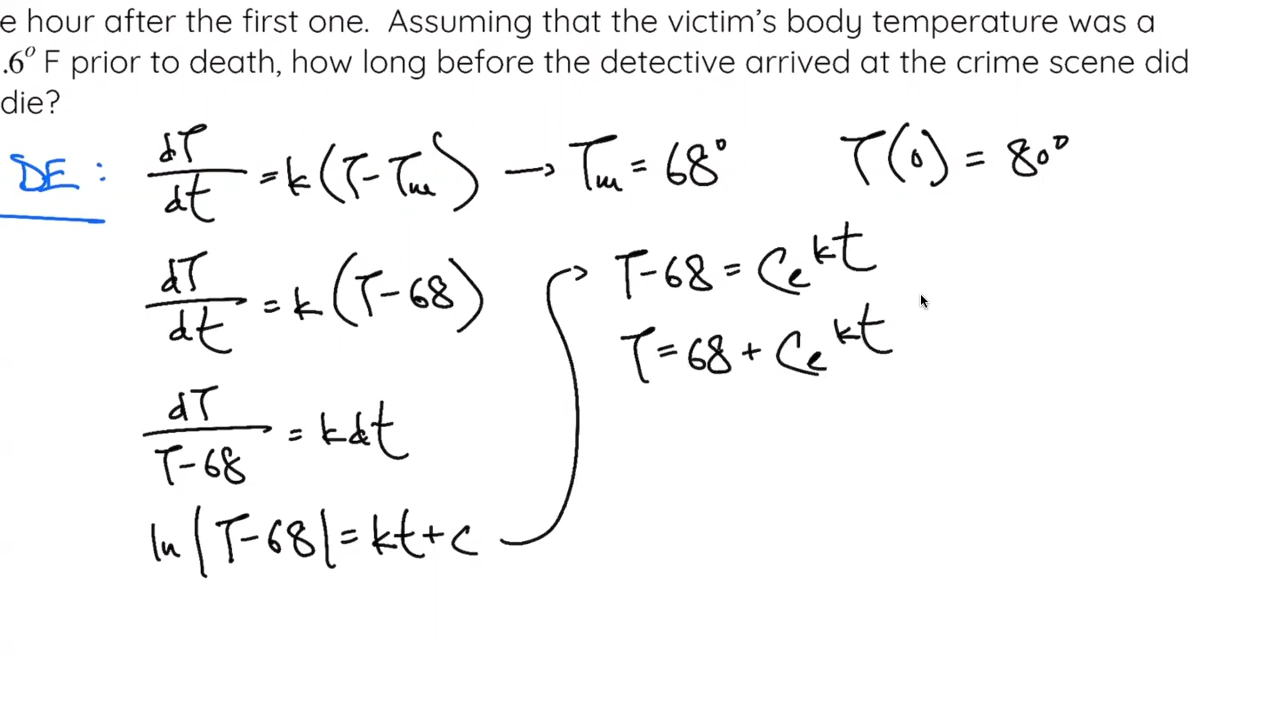 e hour after the first one. Assuming that the victim's body temperature was a
.6° F prior to death, how long before the detective arrived at the crime scene did
die?
DE: dT/dt = k(T-Tm) → Tm = 68° T(0) = 80°
dT/dt = k(T-68)
dT/T-68 = kdt
ln|T-68| = kt+c
T-68 = Ce^kt
T = 68 + Ce^kt